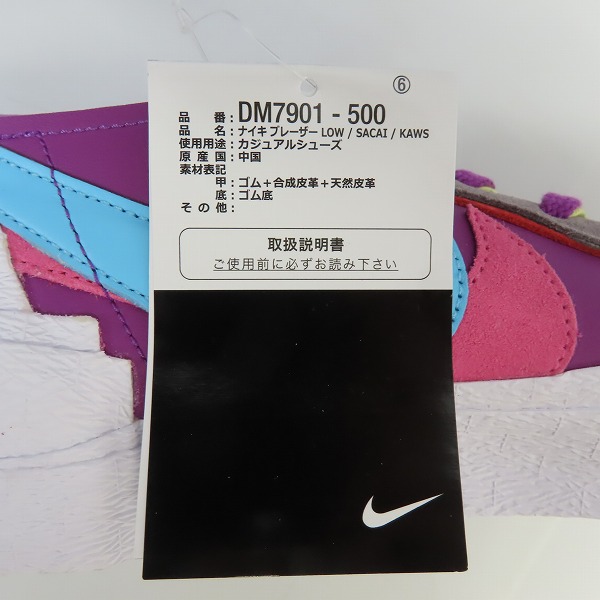 ⑥
品番: DM7901 - 500
品名: ナイキ ブレーザー LOW / SACAI / KAWS
使用用途: カジュアルシューズ
原産国: 中国
素材表記
甲: ゴム+合成皮革+天然皮革
底: ゴム底
その他:
取扱説明書
ご使用前に必ずお読み下さい